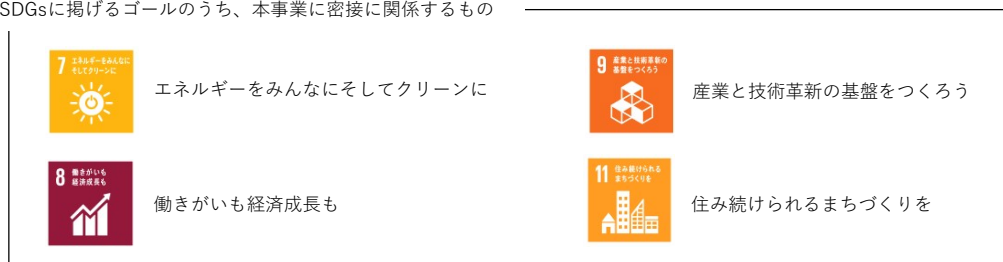 SDGsに掲げるゴールのうち、本事業に密接に関係するもの
7 エネルギーをみんなに
そしてクリーンに
エネルギーをみんなにそしてクリーンに
9 産業と技術革新の
基盤をつくろう
産業と技術革新の基盤をつくろう
8 働きがいも
経済成長も
働きがいも経済成長も
11 住み続けられる
まちづくりを
住み続けられるまちづくりを